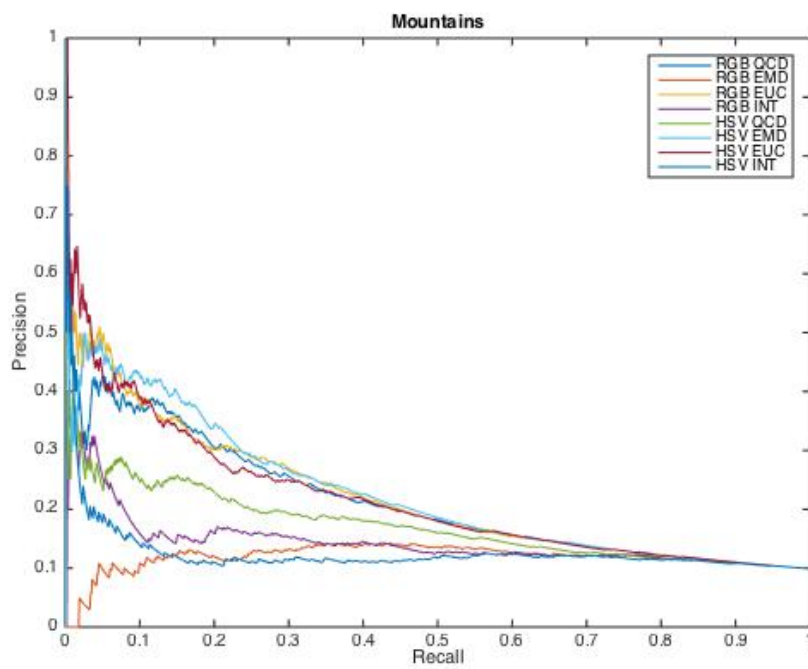 Mountains
1
0.9
0.8
0.7
0.6
0.5
0.4
0.3
0.2
0.1
0
Precision
RGB QCD
RGB EMD
RGB EUC
RGB INT
HSV QCD
HSV EMD
HSV EUC
HSV INT
0 0.1 0.2 0.3 0.4 0.5 0.6 0.7 0.8 0.9
Recall